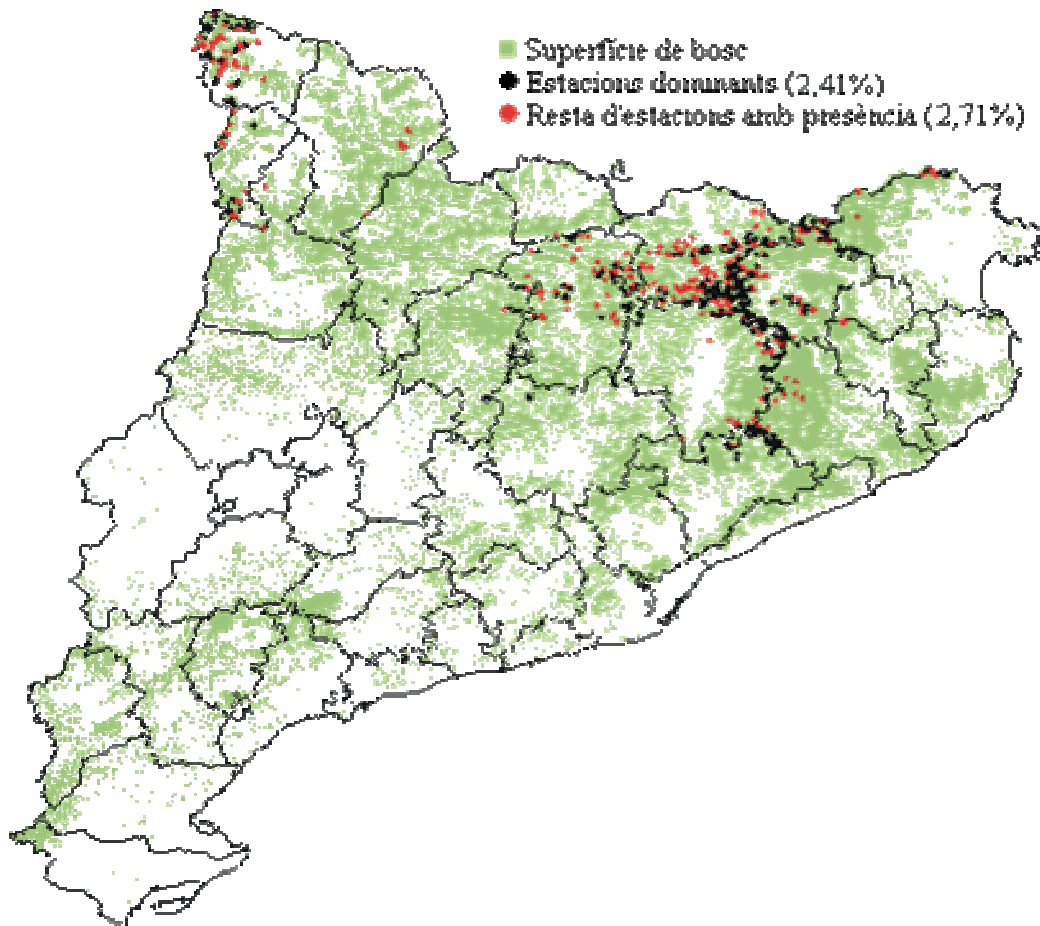 Superfície de bosc
Estacions dominants (2,41%)
Resta d'estacions amb presència (2,71%)